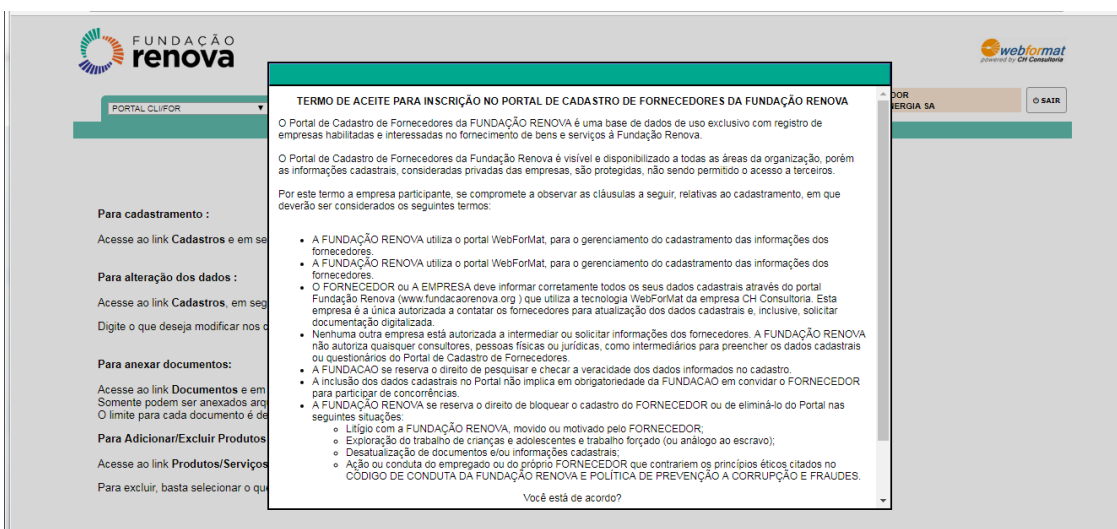 FUNDAÇÃO
renova
webformat
powered by CH Consultoria
PORTAL CLI/FOR
DOR
NERGIA SA
SAIR
TERMO DE ACEITE PARA INSCRIÇÃO NO PORTAL DE CADASTRO DE FORNECEDORES DA FUNDAÇÃO RENOVA
O Portal de Cadastro de Fornecedores da FUNDAÇÃO RENOVA é uma base de dados de uso exclusivo com registro de
empresas habilitadas e interessadas no fornecimento de bens e serviços á Fundação Renova.
O Portal de Cadastro de Fornecedores da Fundação Renova é visível e disponibilizado a todas as áreas da organização, porém
as informações cadastrais, consideradas privadas das empresas, são protegidas, não sendo permitido o acesso a terceiros.
Por este termo a empresa participante, se compromete a observar as cláusulas a seguir, relativas ao cadastramento, em que
deverão ser considerados os seguintes termos:
• A FUNDAÇÃO RENOVA utiliza o portal WebForMat, para o gerenciamento do cadastramento das informações dos
fornecedores.
• A FUNDAÇÃO RENOVA utiliza o portal WebForMat, para o gerenciamento do cadastramento das informações dos
fornecedores.
• O FORNECEDOR ou A EMPRESA deve informar corretamente todos os seus dados cadastrais através do portal
Fundação Renova (www.fundacaorenova.org ) que utiliza a tecnologia WebForMat da empresa CH Consultoria. Esta
empresa é a única autorizada a contatar os fornecedores para atualização dos dados cadastrais e, inclusive, solicitar
documentação digitalizada.
• Nenhuma outra empresa está autorizada a intermediar ou solicitar informações dos fornecedores. A FUNDAÇÃO RENOVA
não autoriza quaisquer consultores, pessoas físicas ou jurídicas, como intermediários para preencher os dados cadastrais
ou questionários do Portal de Cadastro de Fornecedores.
• A FUNDACAO se reserva o direito de pesquisar e checar a veracidade dos dados informados no cadastro.
• A inclusão dos dados cadastrais no Portal não implica em obrigatoriedade da FUNDACAO em convidar o FORNECEDOR
para participar de concorrências.
• A FUNDAÇÃO RENOVA se reserva o direito de bloquear o cadastro do FORNECEDOR ou de eliminá-lo do Portal nas
seguintes situações:
○ Litígio com a FUNDAÇÃO RENOVA, movido ou motivado pelo FORNECEDOR;
○ Exploração do trabalho de crianças e adolescentes e trabalho forçado (ou análogo ao escravo);
○ Desatualização de documentos e/ou informações cadastrais;
○ Ação ou conduta do empregado ou do próprio FORNECEDOR que contrariem os princípios éticos citados no
CÓDIGO DE CONDUTA DA FUNDAÇÃO RENOVA E POLÍTICA DE PREVENÇÃO A CORRUPÇÃO E FRAUDES.
Você está de acordo?
Para cadastramento :
Acesse ao link Cadastros e em se
Para alteração dos dados :
Acesse ao link Cadastros, em seg
Digite o que deseja modificar nos c
Para anexar documentos:
Acesse ao link Documentos e em
Somente podem ser anexados arq
O limite para cada documento é de
Para Adicionar/Excluir Produtos
Acesse ao link Produtos/Serviços
Para excluir, basta selecionar o qu